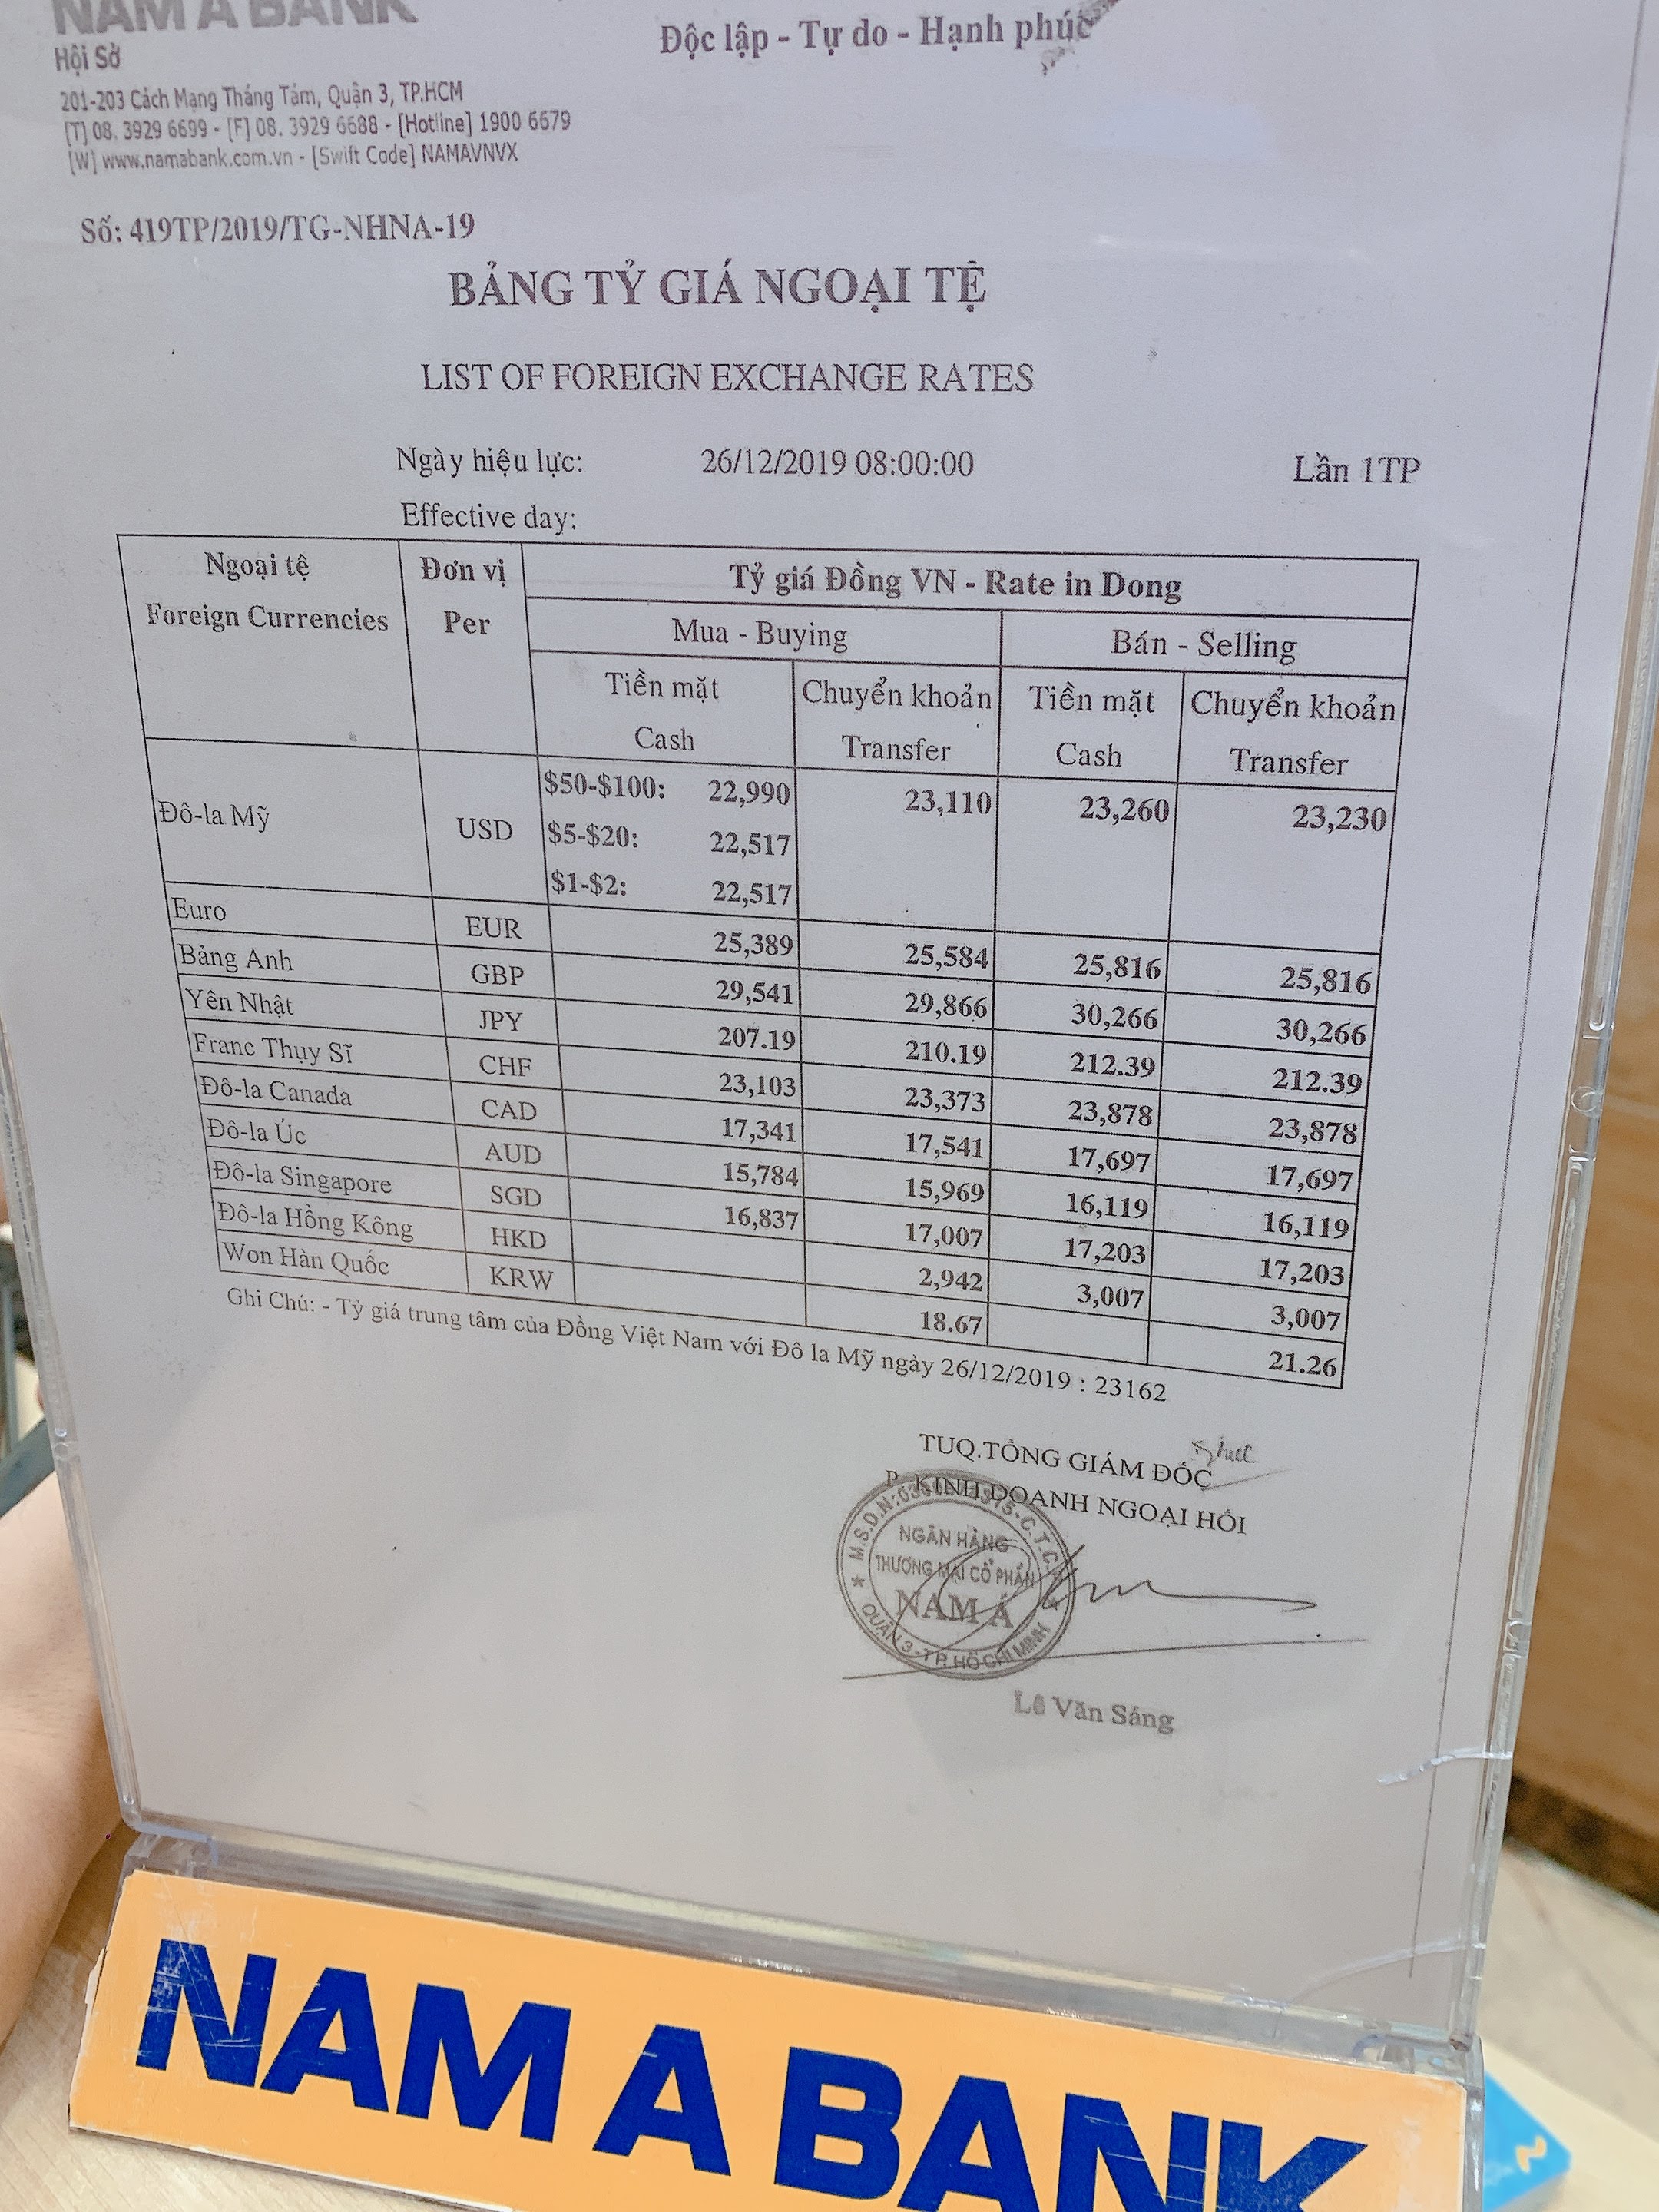 NAM A BANK
Hội Sở
201-203 Cách Mạng Tháng Tám, Quận 3, TP.HCM
[T] 08. 3929 6699 - [F] 08. 3929 6688 - [Hotline] 1900 6679
[W] www.namabank.com.vn - [Swift Code] NAMAVNVX
Độc lập - Tự do - Hạnh phúc
Số: 419TP/2019/TG-NHNA-19
BẢNG TỶ GIÁ NGOẠI TỆ
LIST OF FOREIGN EXCHANGE RATES
Ngày hiệu lực: 26/12/2019 08:00:00 Lần 1TP
Effective day:
Ngoại tệ Đơn vị Tỷ giá Đồng VN - Rate in Dong
Foreign Currencies Per Mua - Buying Bán - Selling
Tiền mặt Chuyển khoản Tiền mặt Chuyển khoản
Cash Transfer Cash Transfer
Đô-la Mỹ USD $50-$100: 22,990 23,110 23,260 23,230
$5-$20: 22,517
$1-$2: 22,517
Euro EUR 25,389 25,584 25,816 25,816
Bảng Anh GBP 29,541 29,866 30,266 30,266
Yên Nhật JPY 207.19 210.19 212.39 212.39
Franc Thụy Sĩ CHF 23,103 23,373 23,878 23,878
Đô-la Canada CAD 17,341 17,541 17,697 17,697
Đô-la Úc AUD 15,784 15,969 16,119 16,119
Đô-la Singapore SGD 16,837 17,007 17,203 17,203
Đô-la Hồng Kông HKD 2,942 3,007 3,007
Won Hàn Quốc KRW 18.67 21.26
Ghi Chú: - Tỷ giá trung tâm của Đồng Việt Nam với Đô la Mỹ ngày 26/12/2019 : 23162
TUQ.TỔNG GIÁM ĐỐC
P. KINH DOANH NGOẠI HỐI
NGÂN HÀNG
THƯƠNG MẠI CỔ PHẦN
NAM Á
QUẬN 3 - TP. HỒ CHÍ MINH
Lê Văn Sáng
NAM A BANK